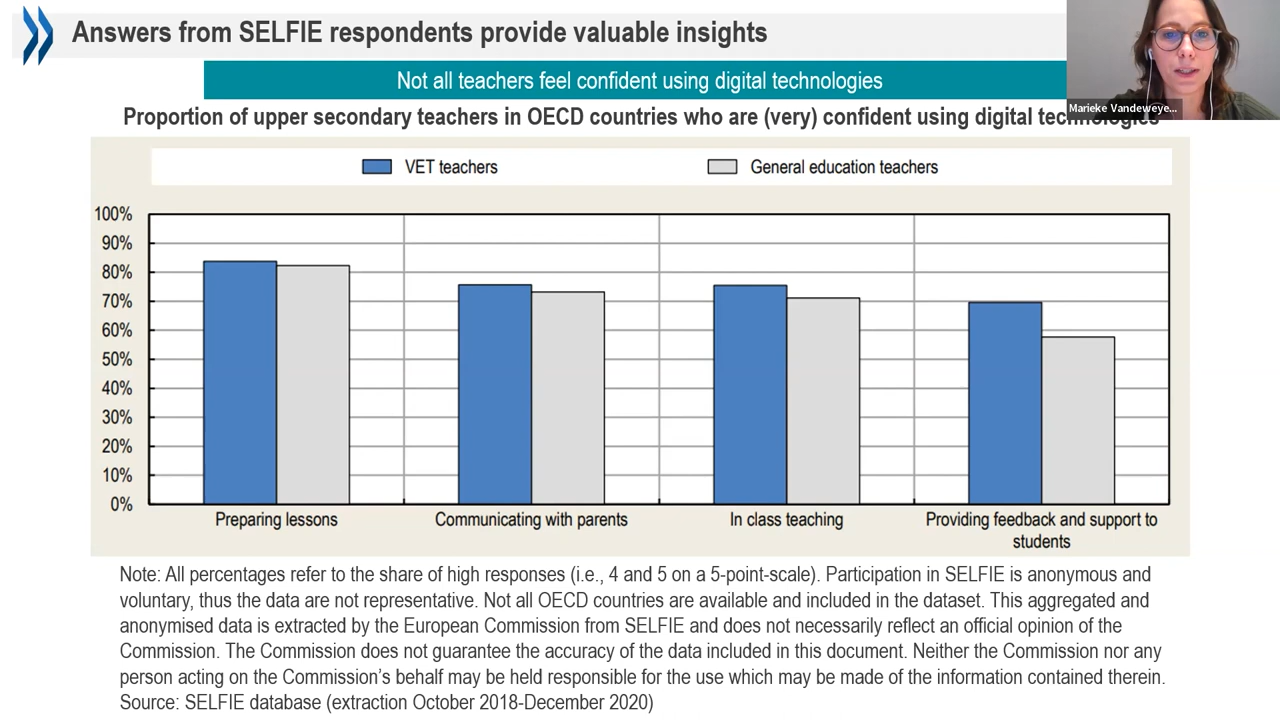 Answers from SELFIE respondents provide valuable insights
Not all teachers feel confident using digital technologies
Marieke Vandeweye...
Proportion of upper secondary teachers in OECD countries who are (very) confident using digital technologies
VET teachers
General education teachers
100%
90%
80%
70%
60%
50%
40%
30%
20%
10%
0%
Preparing lessons
Communicating with parents
In class teaching
Providing feedback and support to
students
Note: All percentages refer to the share of high responses (i.e., 4 and 5 on a 5-point-scale). Participation in SELFIE is anonymous and
voluntary, thus the data are not representative. Not all OECD countries are available and included in the dataset. This aggregated and
anonymised data is extracted by the European Commission from SELFIE and does not necessarily reflect an official opinion of the
Commission. The Commission does not guarantee the accuracy of the data included in this document. Neither the Commission nor any
person acting on the Commission's behalf may be held responsible for the use which may be made of the information contained therein.
Source: SELFIE database (extraction October 2018-December 2020)